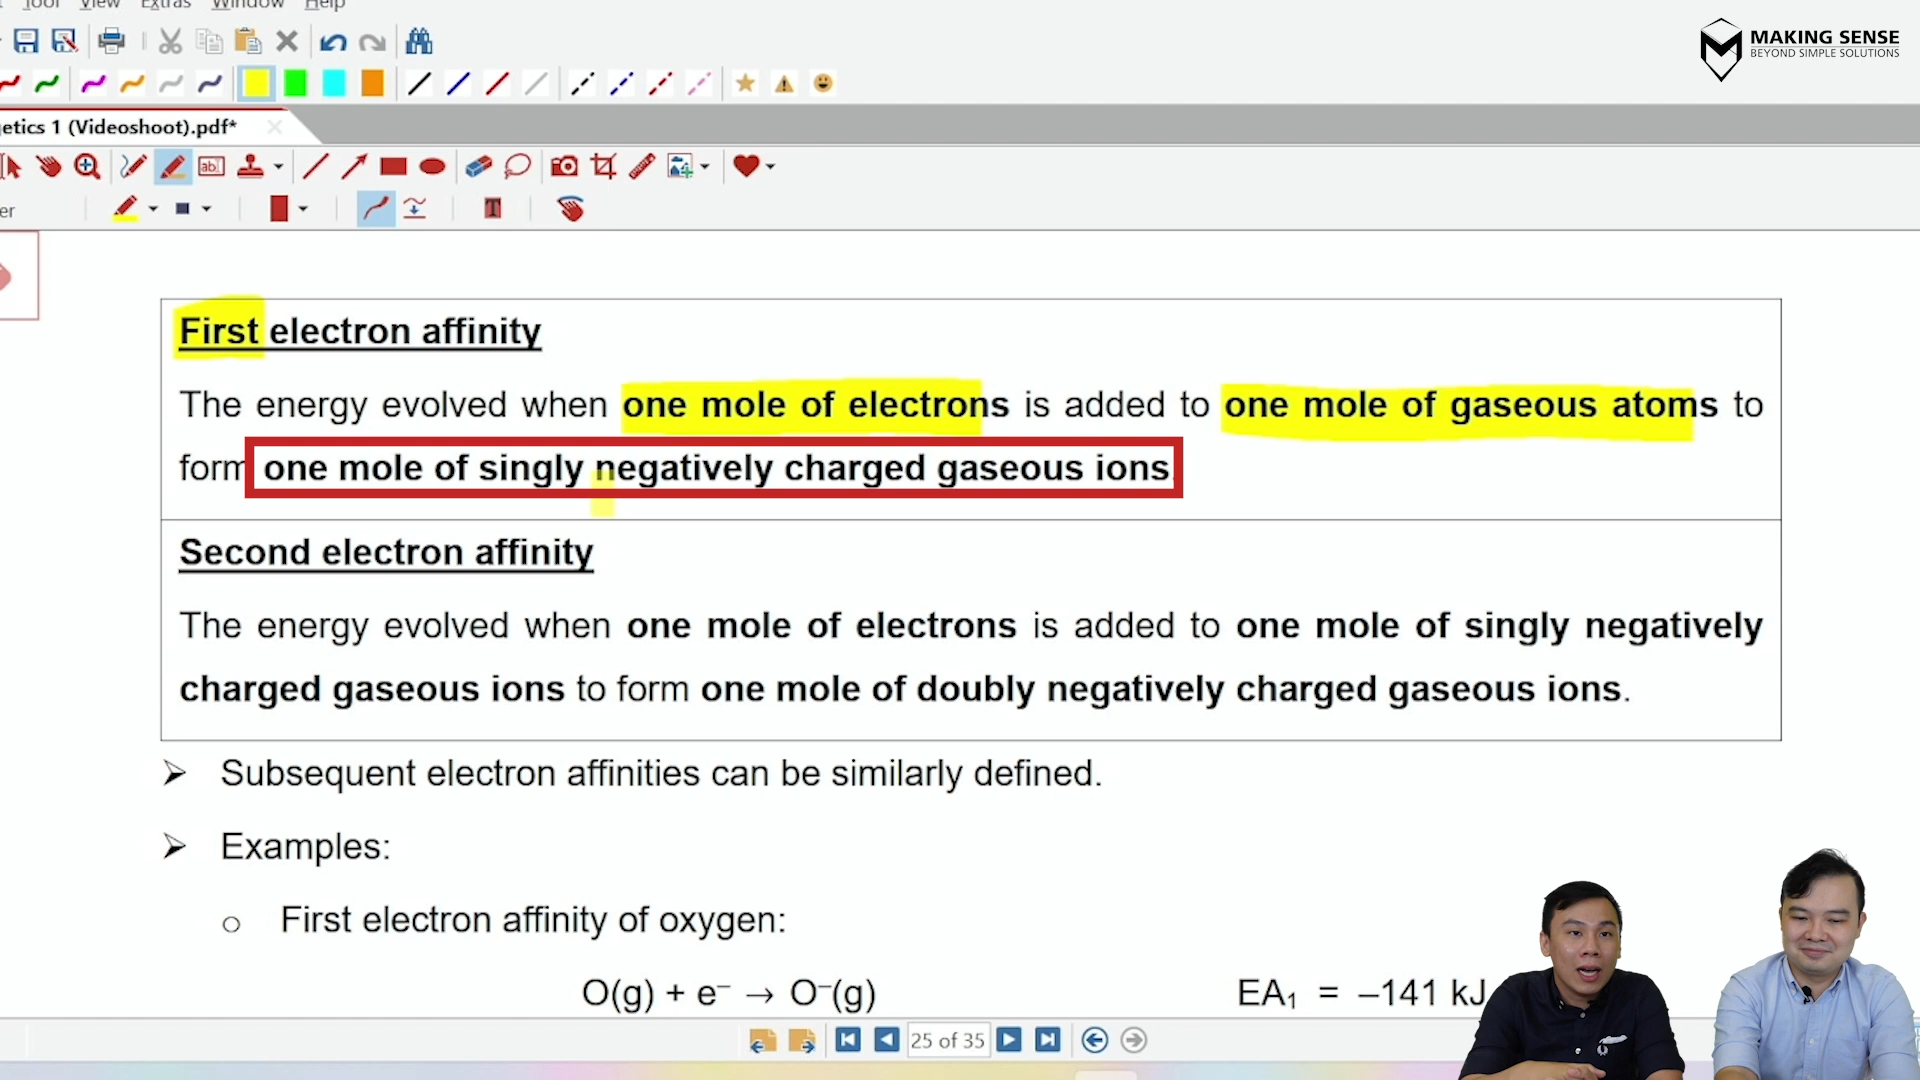 Tool View Extras Window Help
MAKING SENSE
BEYOND SIMPLE SOLUTIONS
etics 1 (Videoshoot).pdf*
ab
er
T
First electron affinity
The energy evolved when one mole of electrons is added to one mole of gaseous atoms to
form one mole of singly negatively charged gaseous ions
Second electron affinity
The energy evolved when one mole of electrons is added to one mole of singly negatively
charged gaseous ions to form one mole of doubly negatively charged gaseous ions.
➢ Subsequent electron affinities can be similarly defined.
➢ Examples:
o First electron affinity of oxygen:
O(g) + e⁻ → O⁻(g) EA₁ = –141 kJ
25 of 35